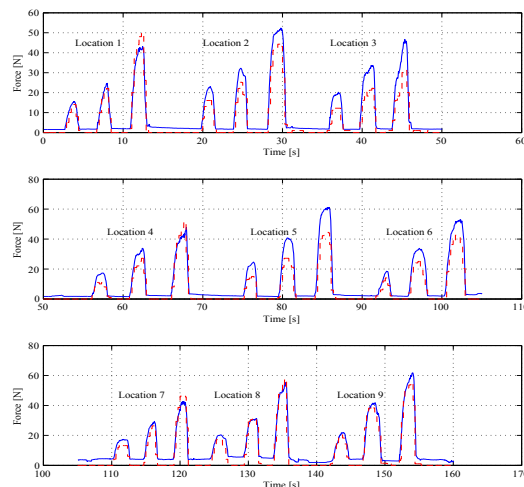 60
50
Location 1 Location 2 Location 3
40
30
20
10
0
Force [N]
0 10 20 30 40 50 60
Time [s]
80
60
Location 4 Location 5 Location 6
40
20
0
Force [N]
50 60 70 80 90 100 110
Time [s]
80
60
Location 7 Location 8 Location 9
40
20
0
Force [N]
100 110 120 130 140 150 160 170
Time [s]